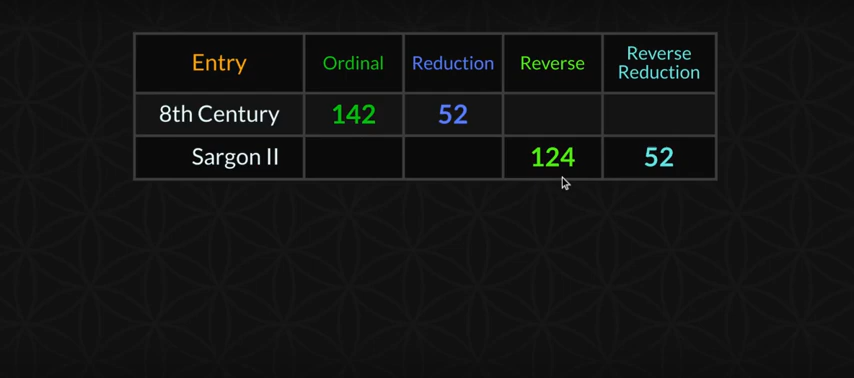 Entry Ordinal Reduction Reverse Reverse Reduction
8th Century 142 52
Sargon II 124 52